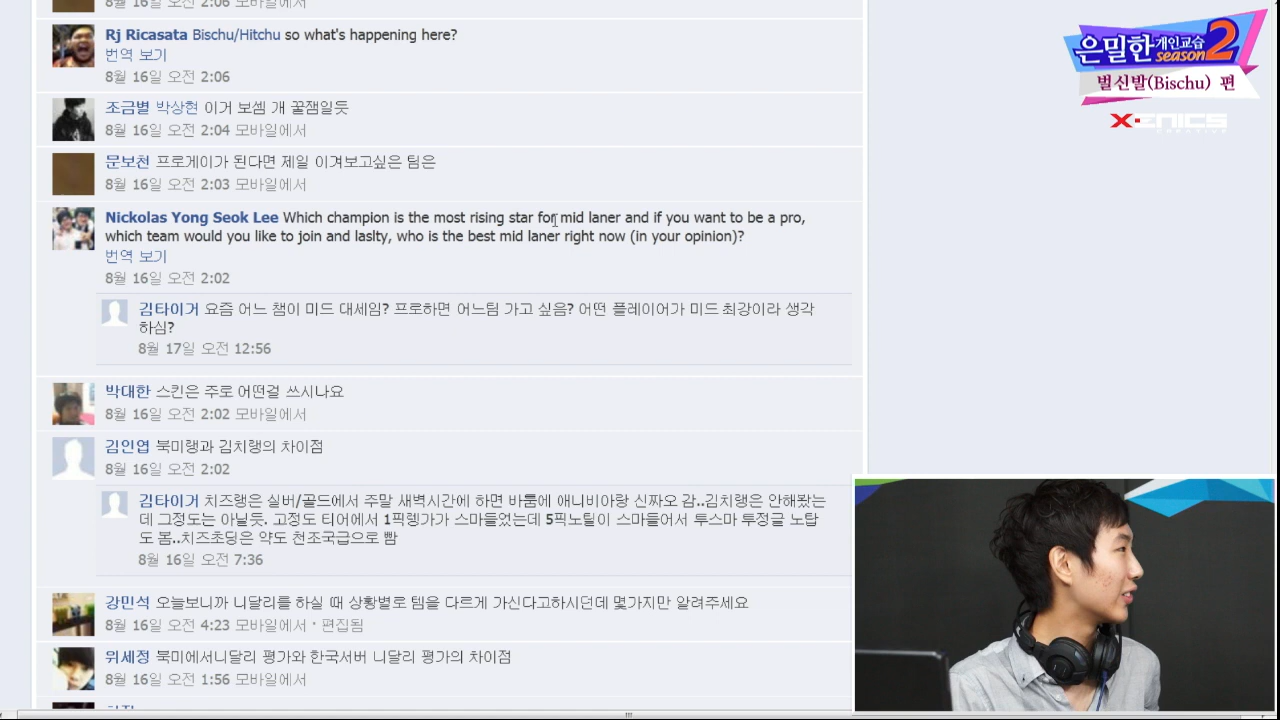 8월 16일 오전 2:06 모바일에서
Rj Ricasata Bischu/Hitchu so what's happening here?
번역 보기
8월 16일 오전 2:06
조금별 박상현 이거 보셈 개 꿀잼일듯
8월 16일 오전 2:04 모바일에서
문보천 프로게이가 된다면 제일 이겨보고싶은 팀은
8월 16일 오전 2:03 모바일에서
Nickolas Yong Seok Lee Which champion is the most rising star for mid laner and if you want to be a pro,
which team would you like to join and laslty, who is the best mid laner right now (in your opinion)?
번역 보기
8월 16일 오전 2:02
김타이거 요즘 어느 챔이 미드 대세임? 프로하면 어느팀 가고 싶음? 어떤 플레이어가 미드 최강이라 생각
하심?
8월 17일 오전 12:56
박대한 스킨은 주로 어떤걸 쓰시나요
8월 16일 오전 2:02 모바일에서
김인엽 북미랭과 김치랭의 차이점
8월 16일 오전 2:02
김타이거 치즈랭은 실버/골드에서 주말 새벽시간에 하면 바룸에 애니비아랑 신짜오 감..김치랭은 안해봤는
데 그정도는 아닐듯. 고정도 티어에서 1픽렝가가 스마들었는데 5픽노틸이 스마들어서 투스마 투정글 노탑
도 봄..치즈초딩은 약도 천조국급으로 빰
8월 16일 오전 7:36
강민석 오늘보니까 니달리를 하실 때 상황별로 템을 다르게 가신다고하시던데 몇가지만 알려주세요
8월 16일 오전 4:23 모바일에서 · 편집됨
위세정 북미에서니달리 평가와 한국서버 니달리 평가의 차이점
8월 16일 오전 1:56 모바일에서
은밀한 개인교습 season 2
벌신발(Bischu) 편
X-ENICS